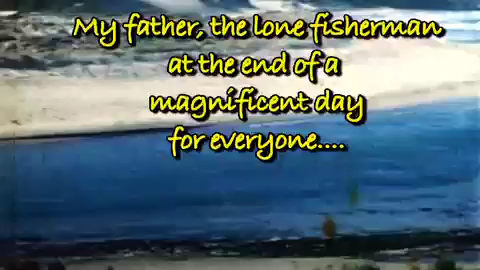 My father, the lone fisherman
at the end of a
magnificent day
for everyone....